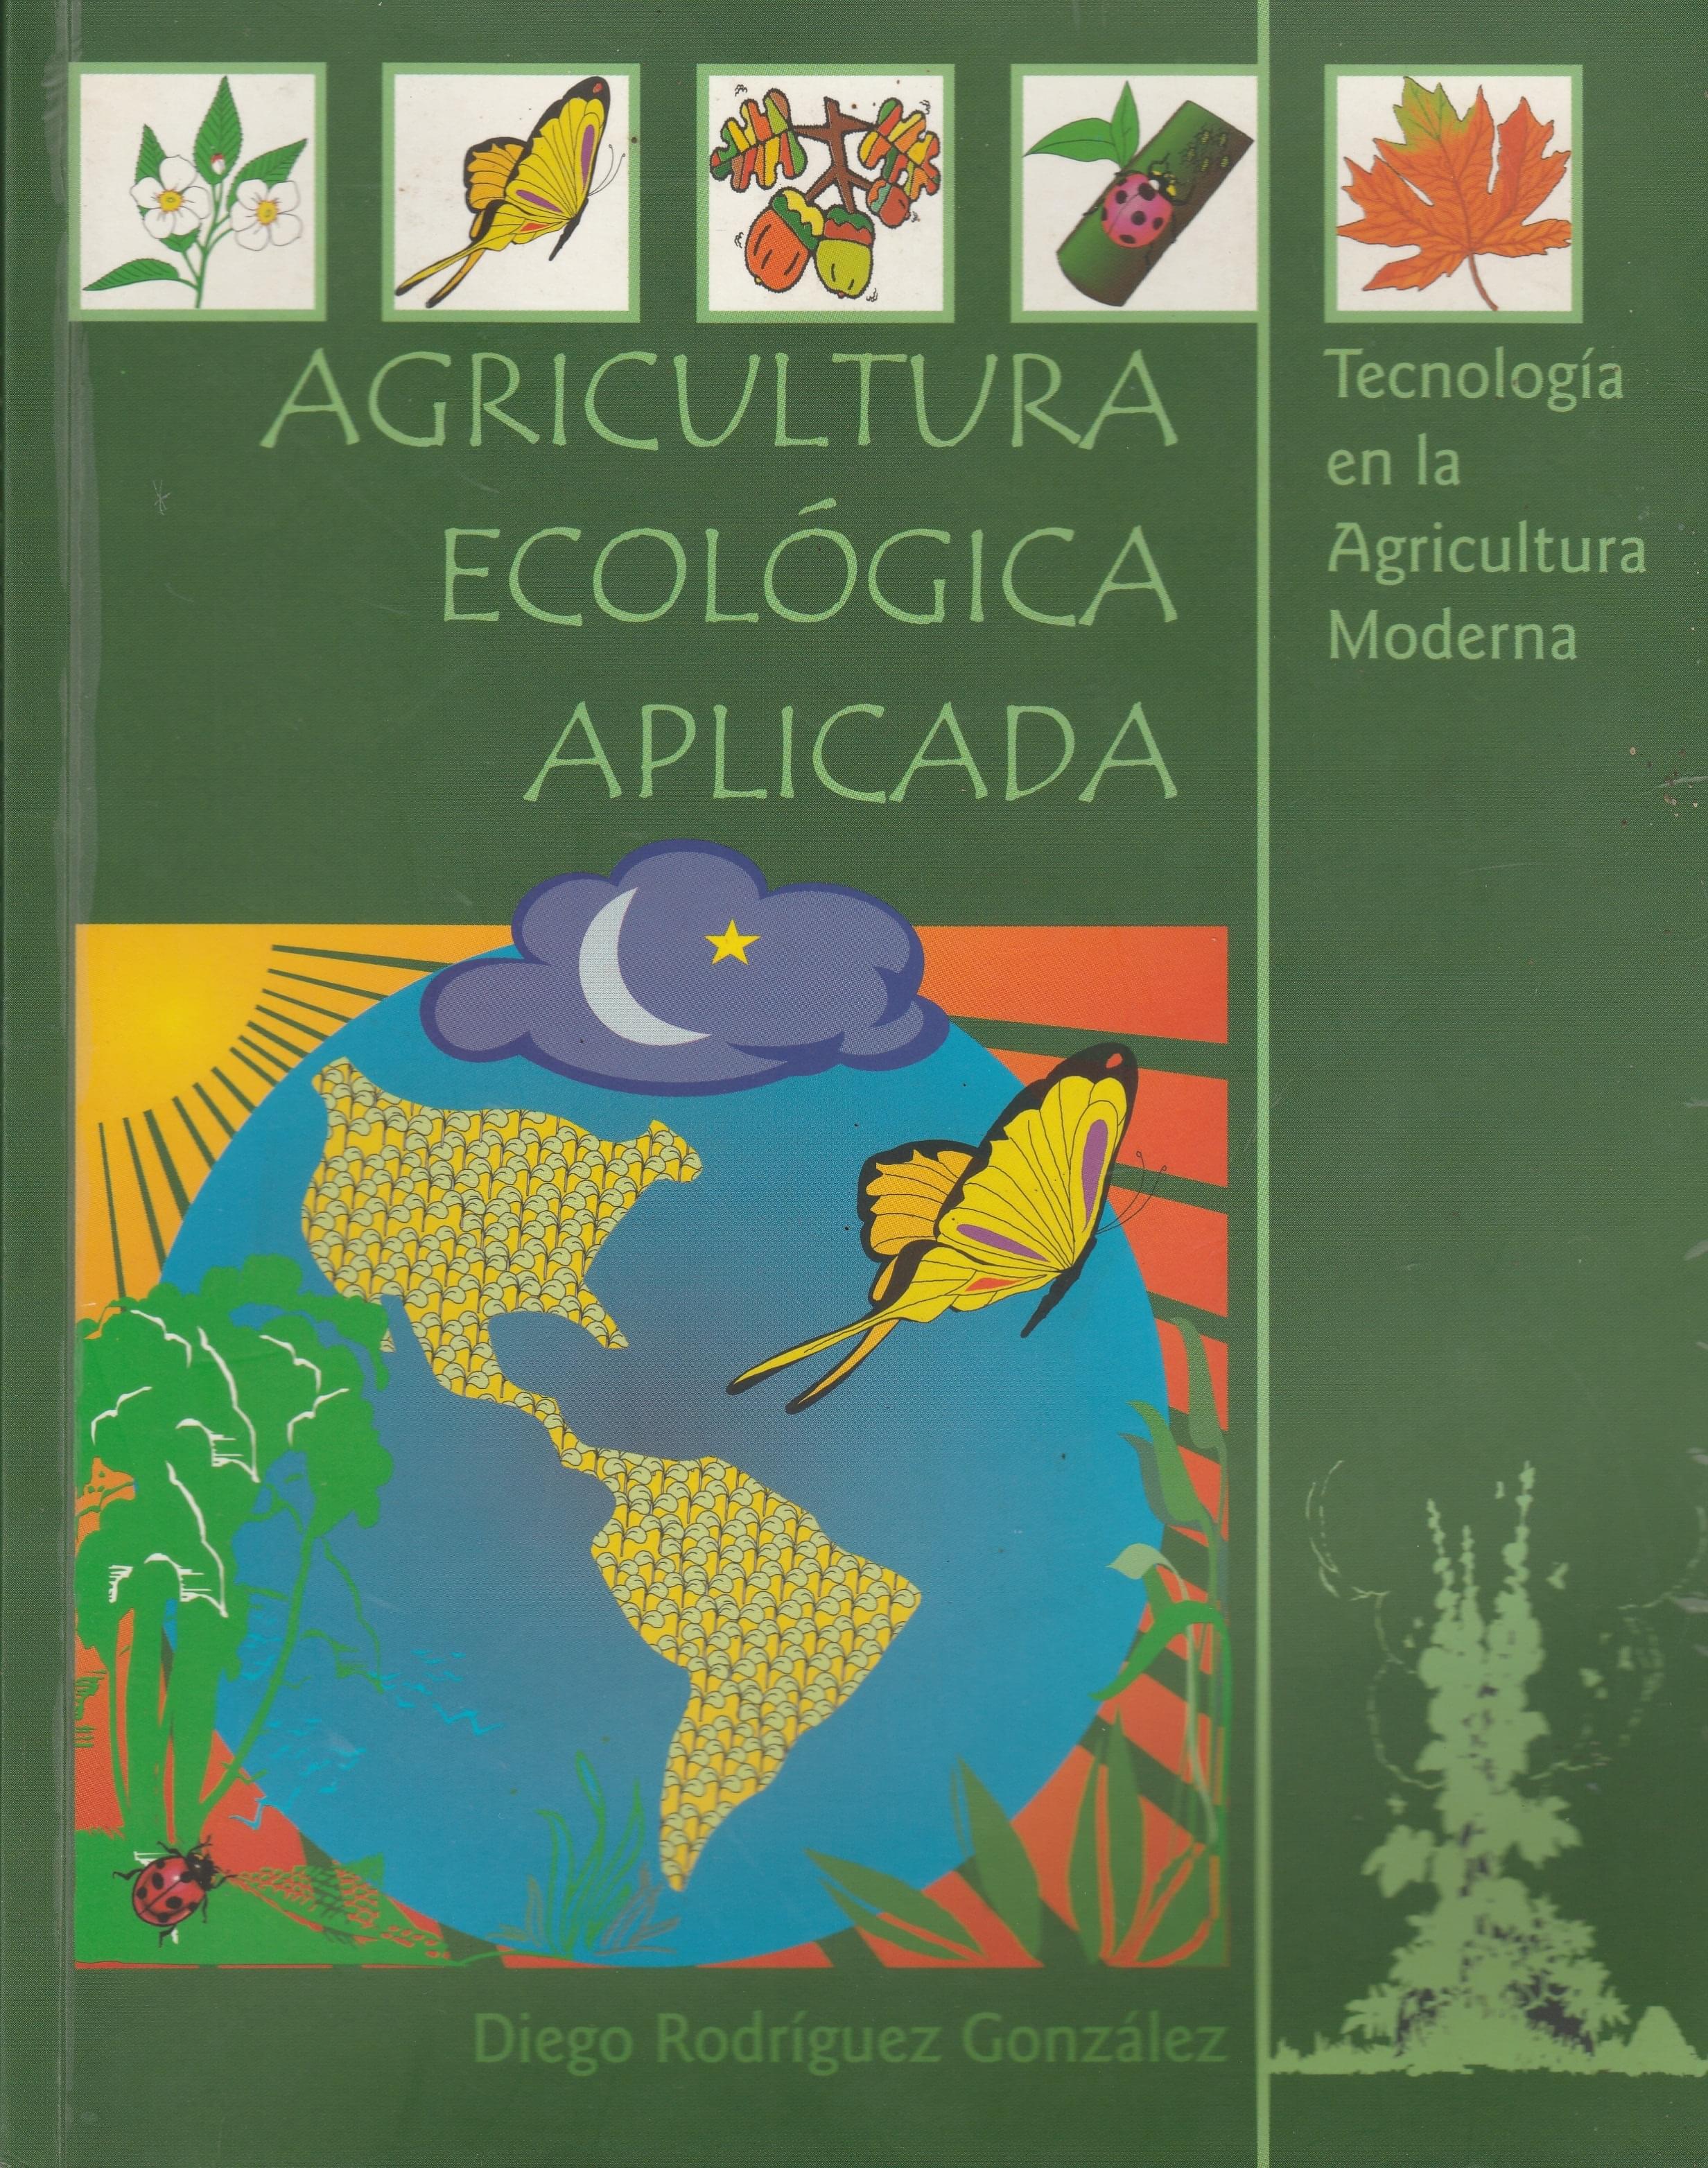 AGRICULTURA
ECOLÓGICA
APLICADA
Tecnología
en la
Agricultura
Moderna
Diego Rodríguez González